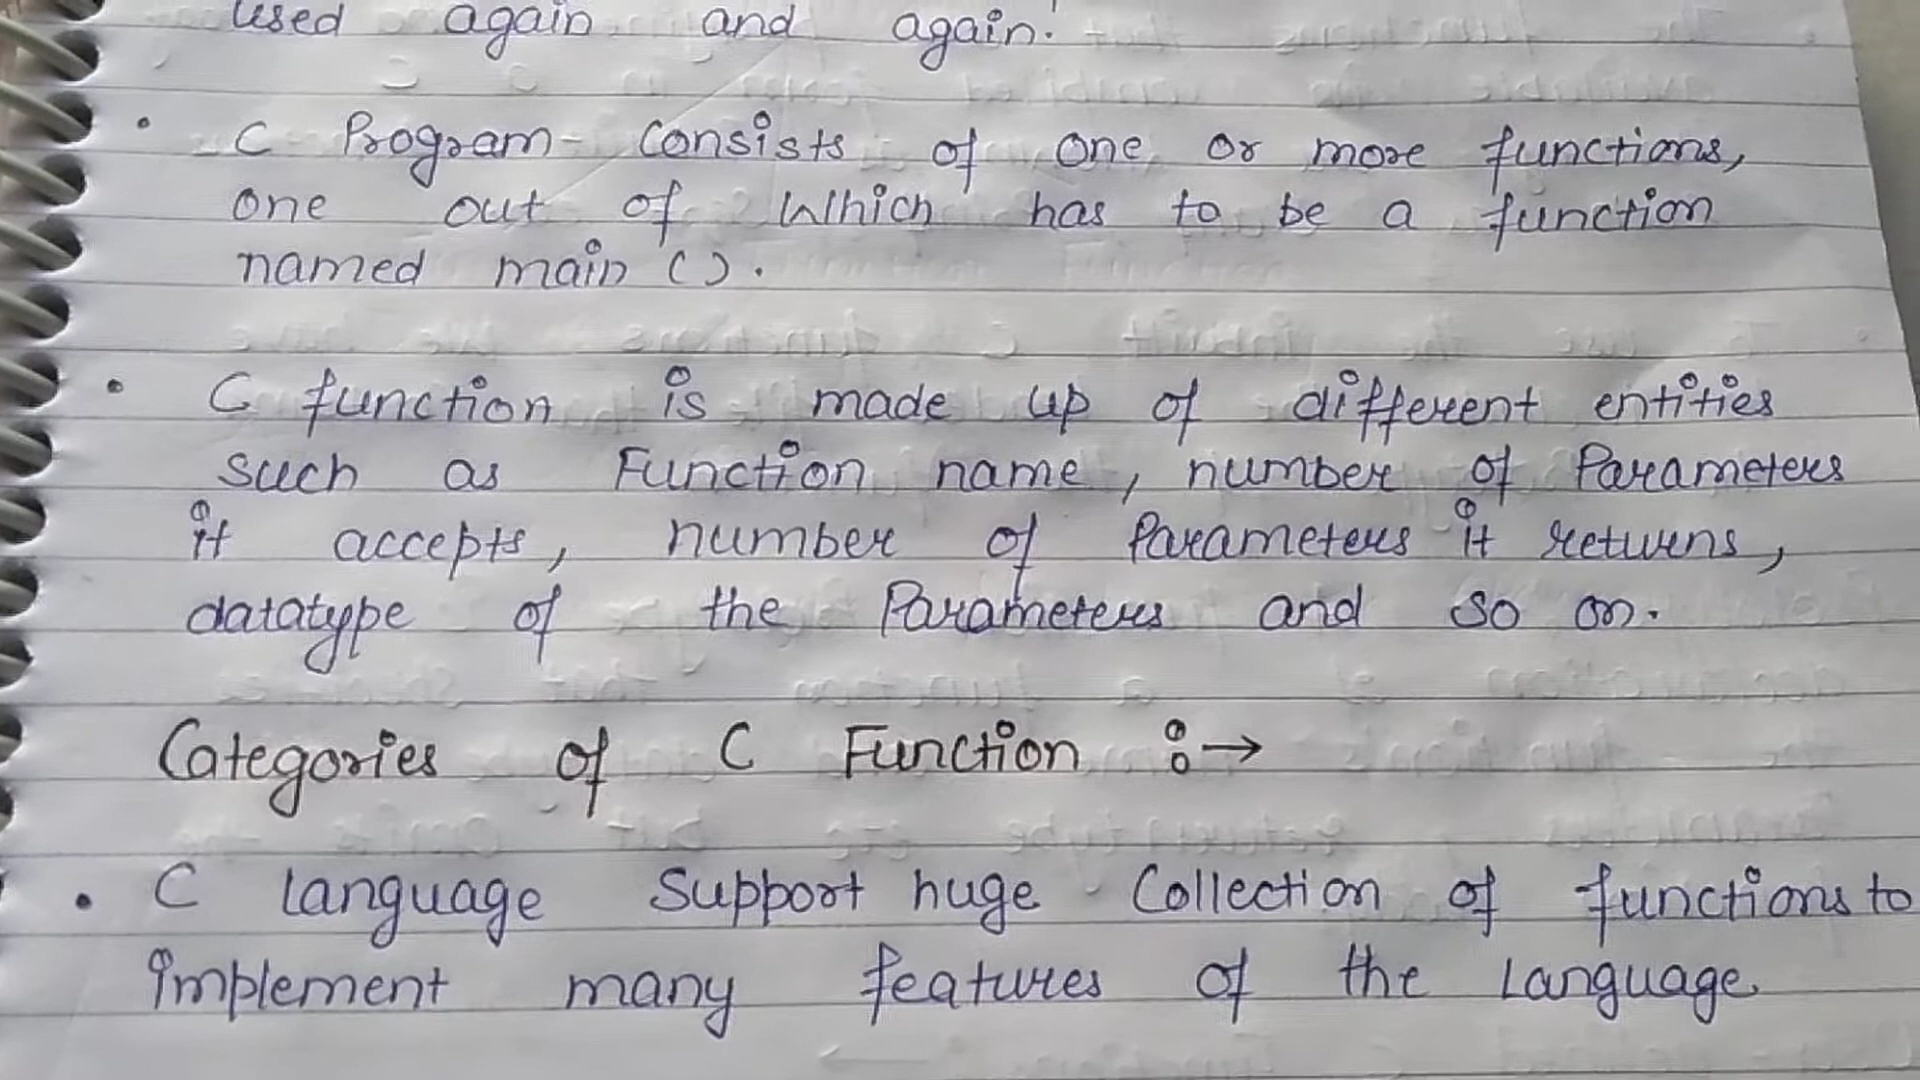 used again and again.
• C Program - Consists of one or more functions,
one out of Which has to be a function
named main ().
• C function is made up of different entities
such as Function name, number of Parameters
it accepts, number of Parameters it returns,
datatype of the Parameters and so on.
Categories of C Function :→
• C language Support huge Collection of functions to
implement many features of the Language.